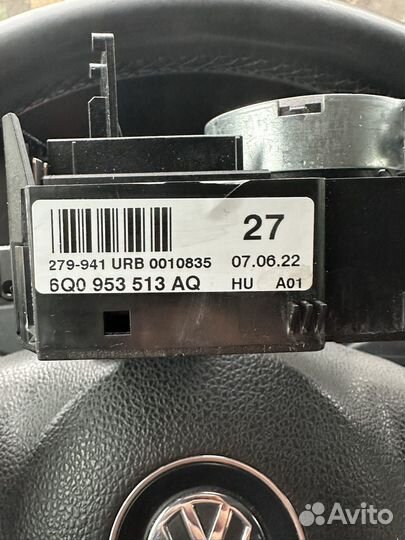 27
279-941 URB 0010835 07.06.22
6Q0 953 513 AQ HU A01
Avito